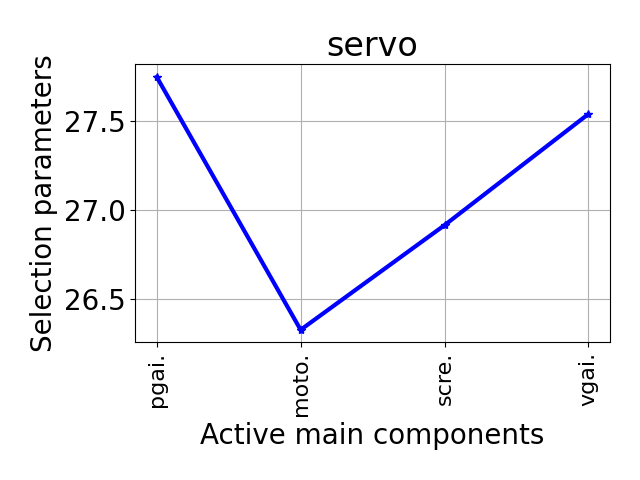 servo
Selection parameters
27.5
27.0
26.5
pgai.
moto.
scre.
vgai.
Active main components